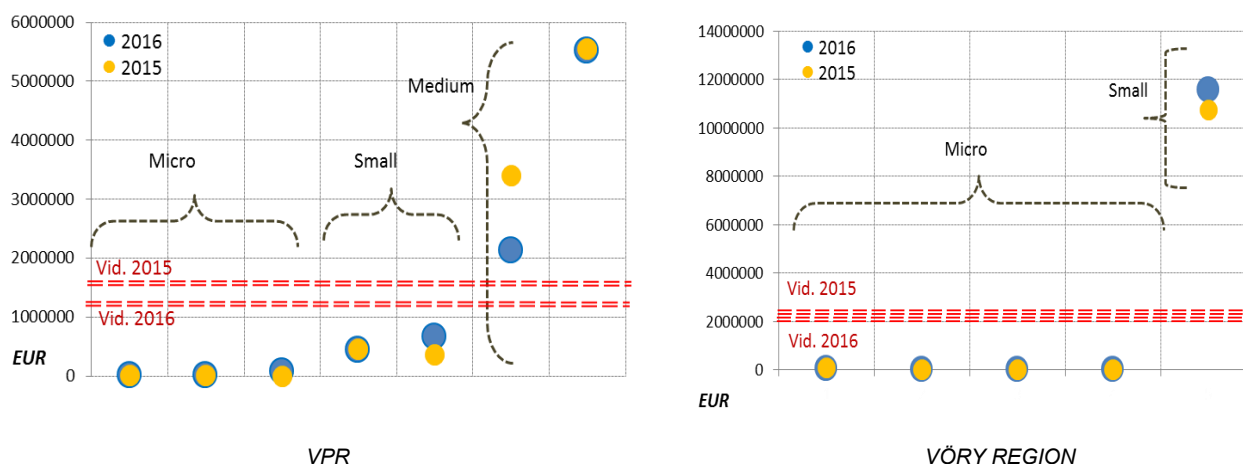 6000000
5000000
4000000
3000000
2000000
1000000
0
2016
2015
Medium
Micro
Small
Vid. 2015
Vid. 2016
EUR
VPR
14000000
12000000
10000000
8000000
6000000
4000000
2000000
0
2016
2015
Small
Micro
Vid. 2015
Vid. 2016
EUR
VÖRY REGION